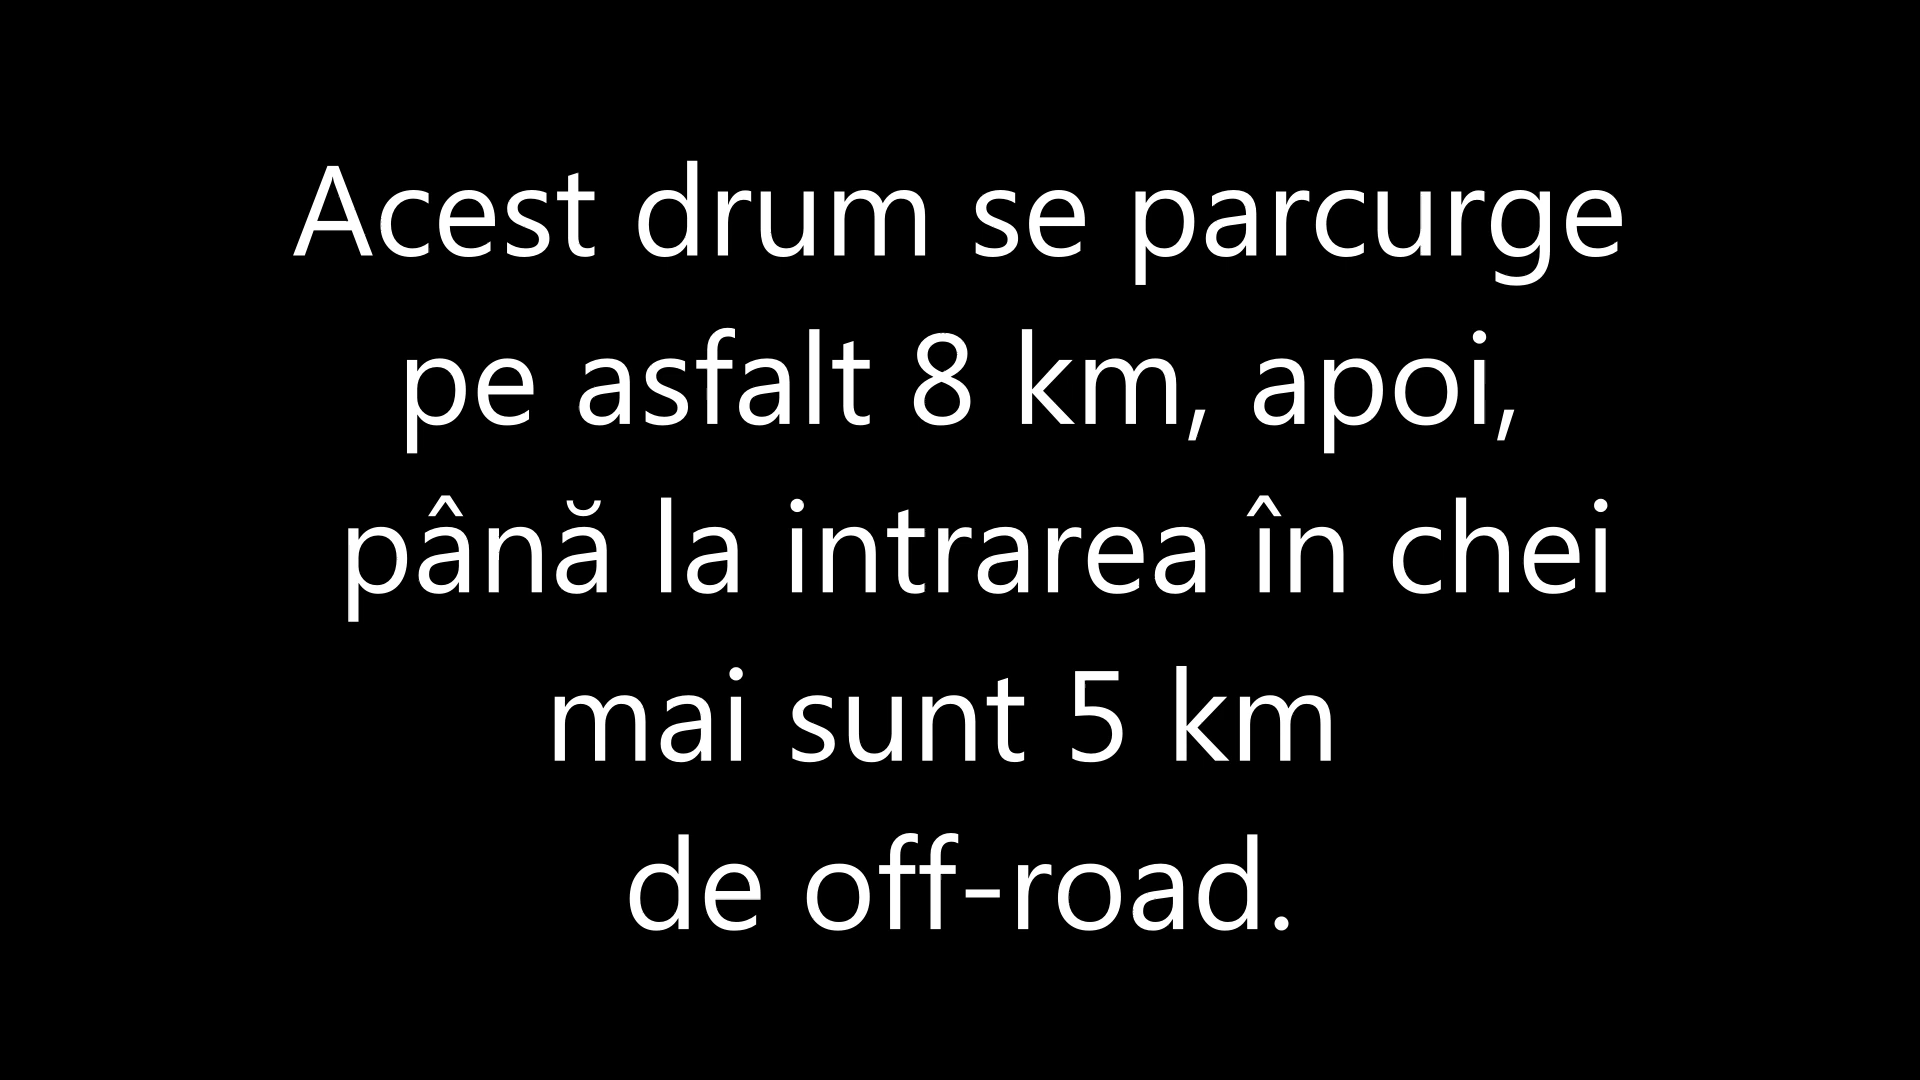 Acest drum se parcurge
pe asfalt 8 km, apoi,
până la intrarea în chei
mai sunt 5 km
de off-road.